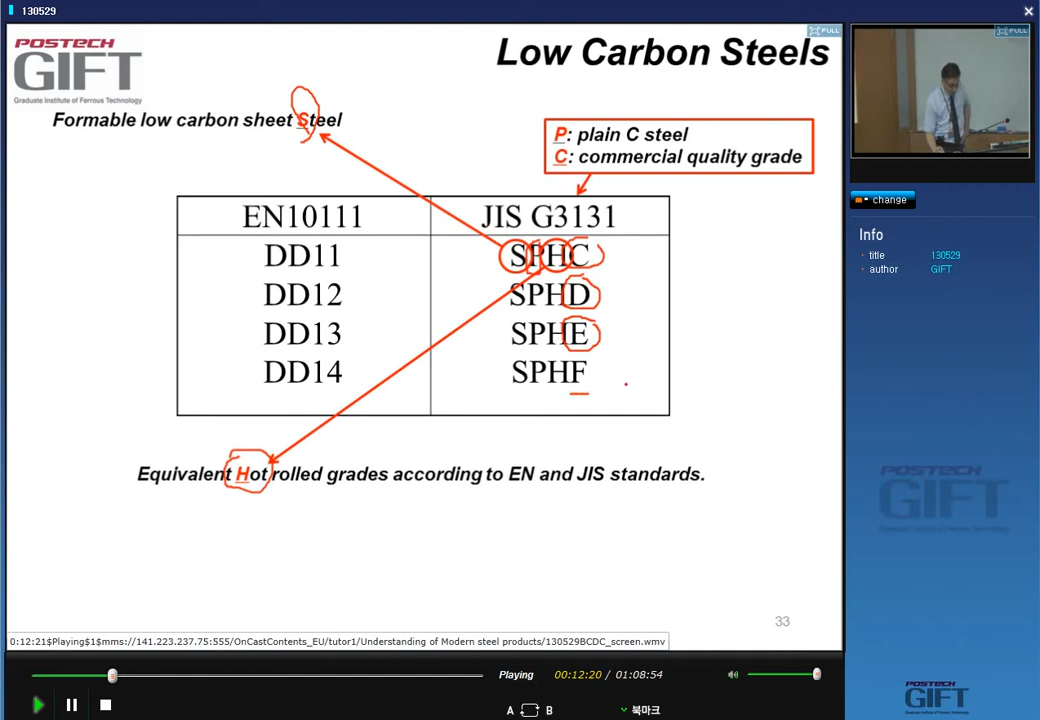 130529
POSTECH
GIFT
Graduate Institute of Ferrous Technology
Low Carbon Steels
FULL
FULL
Formable low carbon sheet Steel
P: plain C steel
C: commercial quality grade
EN10111 JIS G3131
DD11 SPHC
DD12 SPHD
DD13 SPHE
DD14 SPHF
Equivalent Hot rolled grades according to EN and JIS standards.
33
change
Info
title 130529
author GIFT
POSTECH
GIFT
0:12:21$Playing$1$mms://141.223.237.75:555/OnCastContents_EU/tutor1/Understanding of Modern steel products/130529BCDC_screen.wmv
Playing 00:12:20 / 01:08:54
A B 북마크
POSTECH
GIFT